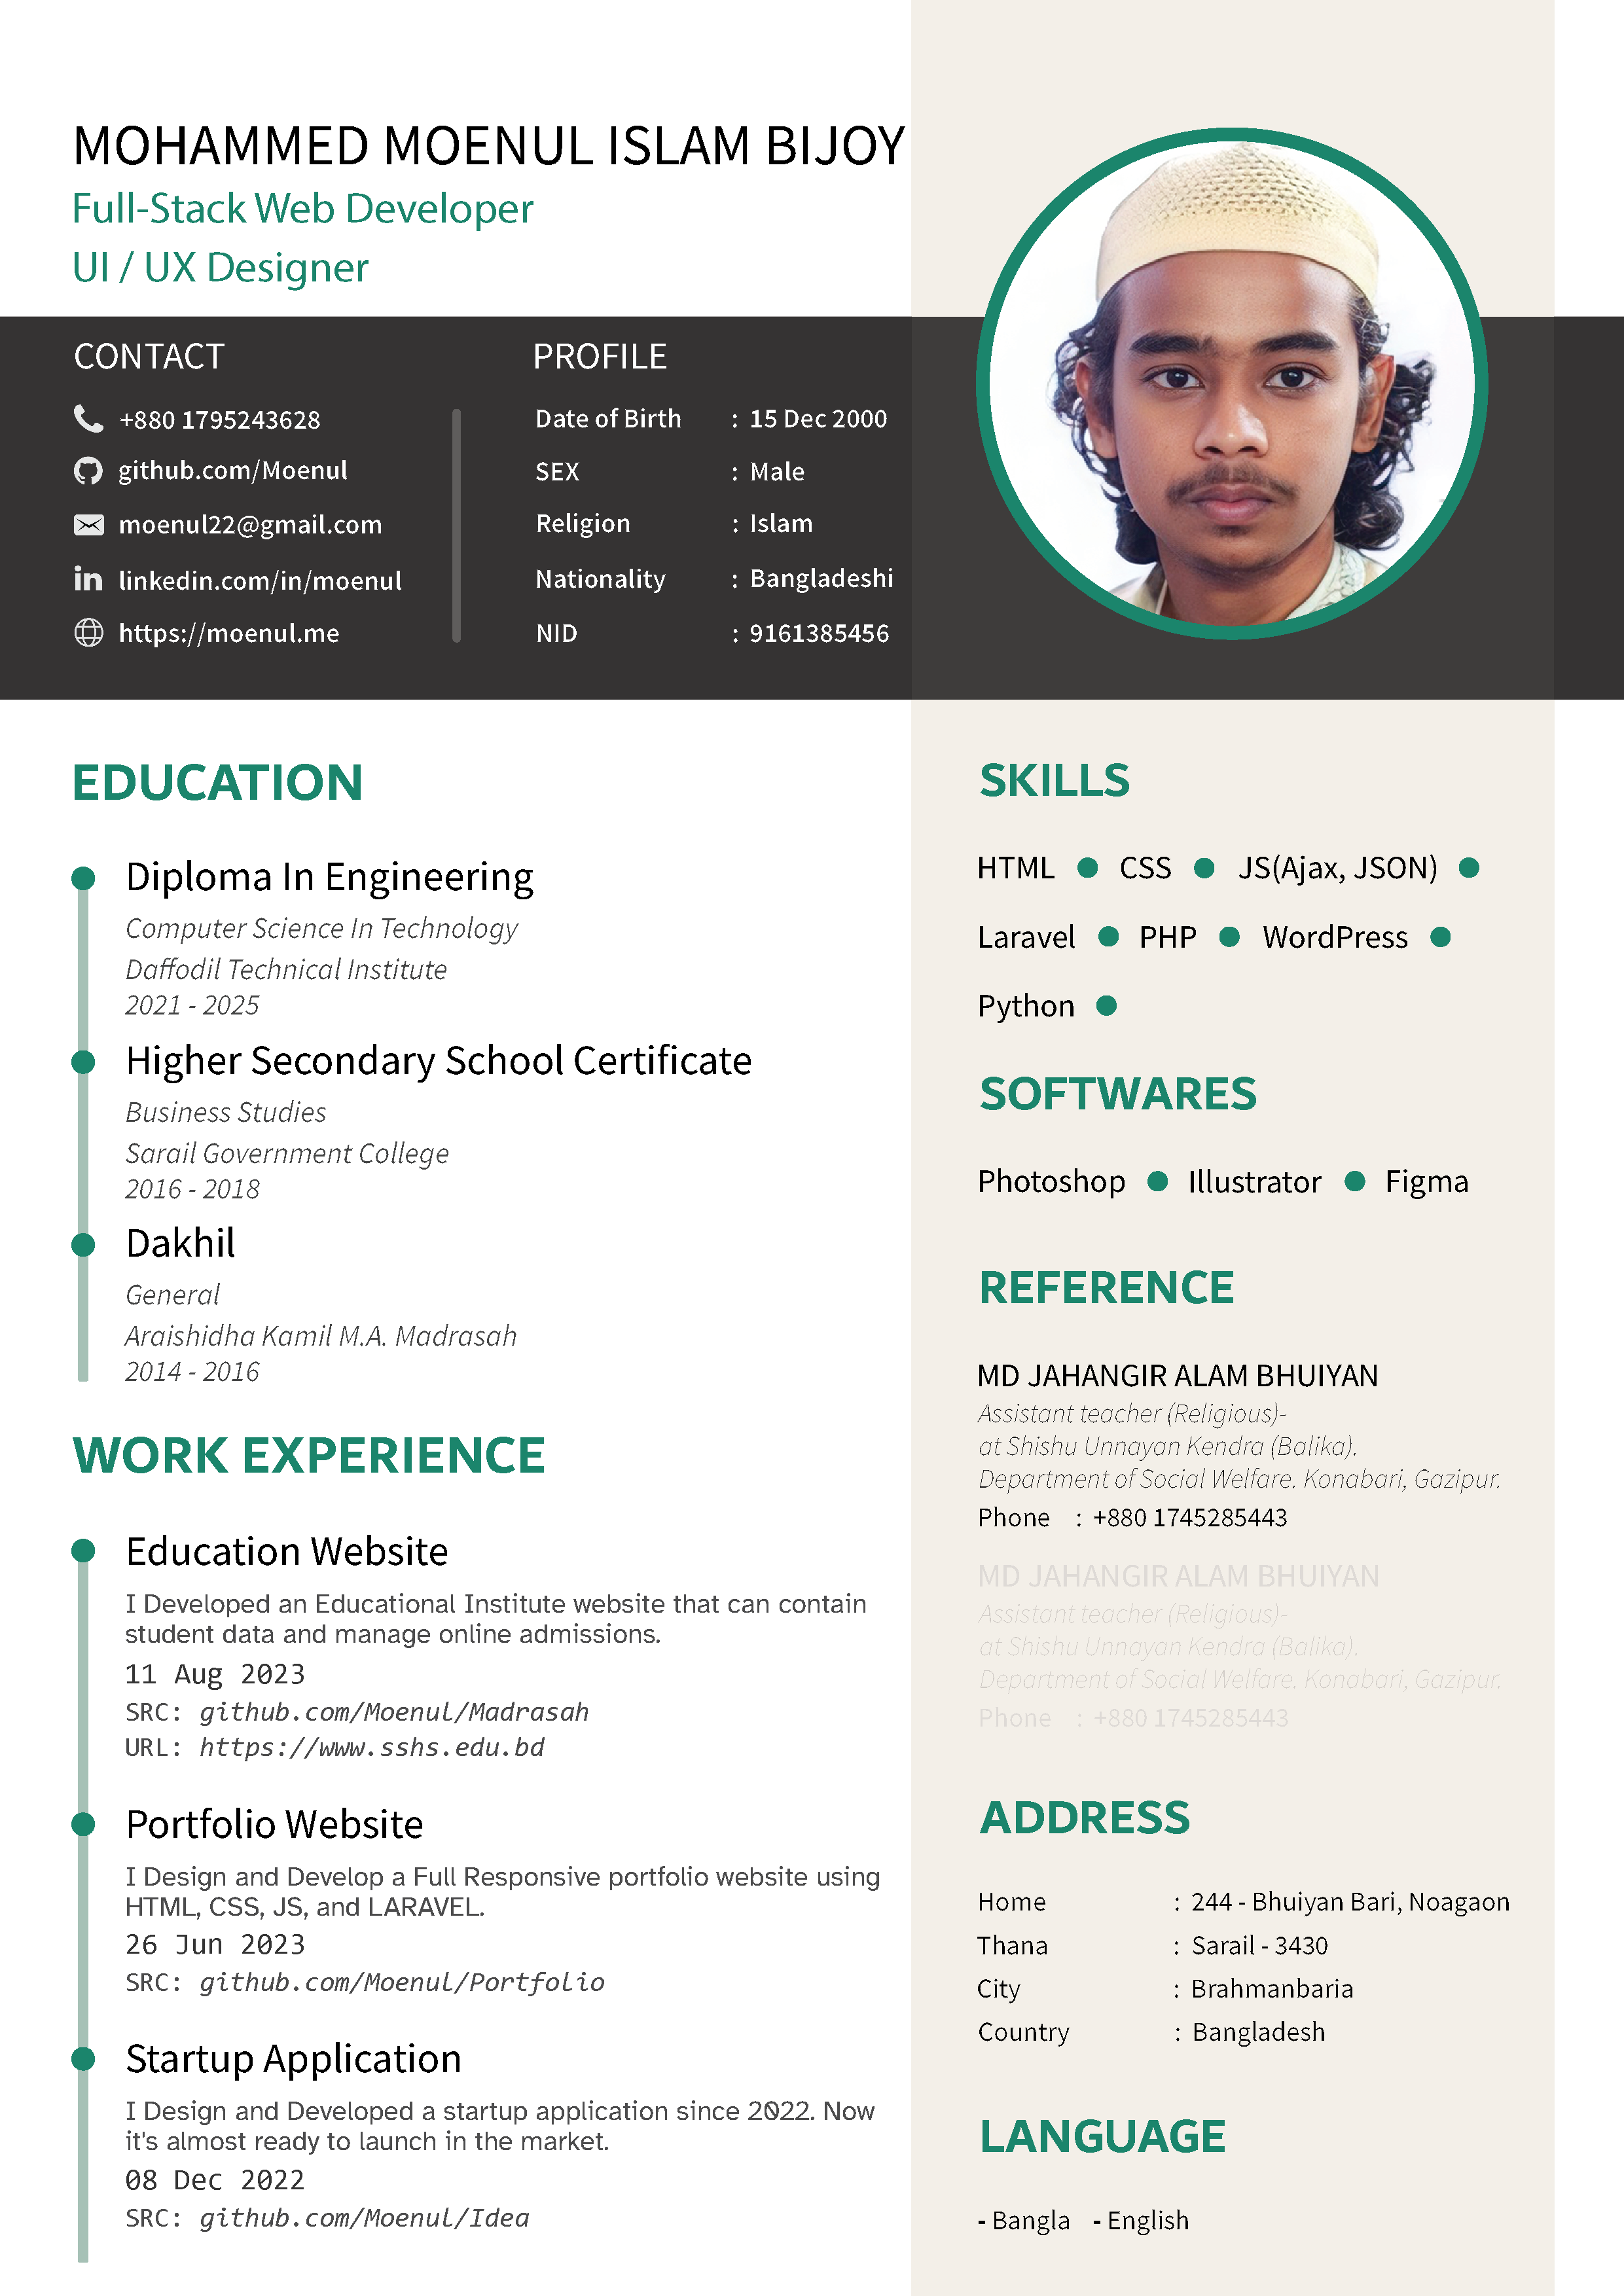 MOHAMMED MOENUL ISLAM BIJOY
Full-Stack Web Developer
UI / UX Designer
CONTACT
+880 1795243628
github.com/Moenul
moenul22@gmail.com
linkedin.com/in/moenul
https://moenul.me
PROFILE
Date of Birth : 15 Dec 2000
SEX : Male
Religion : Islam
Nationality : Bangladeshi
NID : 9161385456
EDUCATION
Diploma In Engineering
Computer Science In Technology
Daffodil Technical Institute
2021 - 2025
Higher Secondary School Certificate
Business Studies
Sarail Government College
2016 - 2018
Dakhil
General
Araishidha Kamil M.A. Madrasah
2014 - 2016
WORK EXPERIENCE
Education Website
I Developed an Educational Institute website that can contain
student data and manage online admissions.
11 Aug 2023
SRC: github.com/Moenul/Madrasah
URL: https://www.sshs.edu.bd
Portfolio Website
I Design and Develop a Full Responsive portfolio website using
HTML, CSS, JS, and LARAVEL.
26 Jun 2023
SRC: github.com/Moenul/Portfolio
Startup Application
I Design and Developed a startup application since 2022. Now
it's almost ready to launch in the market.
08 Dec 2022
SRC: github.com/Moenul/Idea
SKILLS
HTML ● CSS ● JS(Ajax, JSON) ●
Laravel ● PHP ● WordPress ●
Python ●
SOFTWARES
Photoshop ● Illustrator ● Figma
REFERENCE
MD JAHANGIR ALAM BHUIYAN
Assistant teacher (Religious)-
at Shishu Unnayan Kendra (Balika).
Department of Social Welfare. Konabari, Gazipur.
Phone : +880 1745285443
MD JAHANGIR ALAM BHUIYAN
Assistant teacher (Religious)-
at Shishu Unnayan Kendra (Balika).
Department of Social Welfare. Konabari, Gazipur.
Phone : +880 1745285443
ADDRESS
Home : 244 - Bhuiyan Bari, Noagaon
Thana : Sarail - 3430
City : Brahmanbaria
Country : Bangladesh
LANGUAGE
- Bangla - English